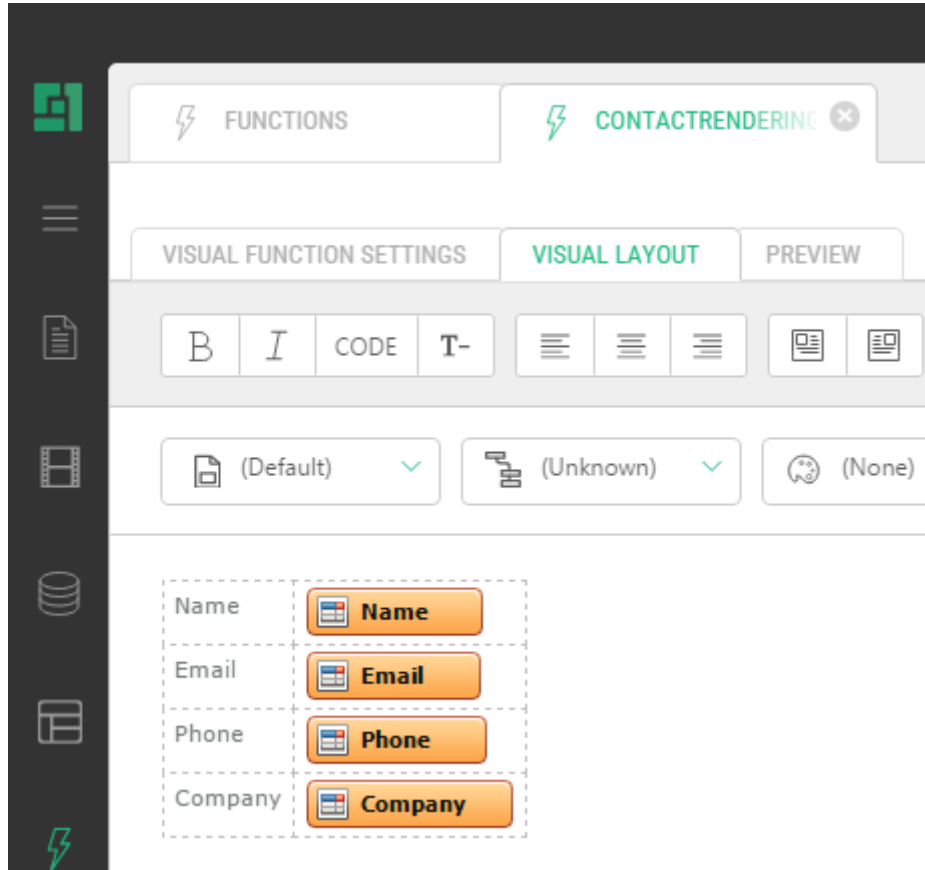 FUNCTIONS CONTACTRENDERING
VISUAL FUNCTION SETTINGS VISUAL LAYOUT PREVIEW
B I CODE T-
(Default) (Unknown) (None)
Name Name
Email Email
Phone Phone
Company Company